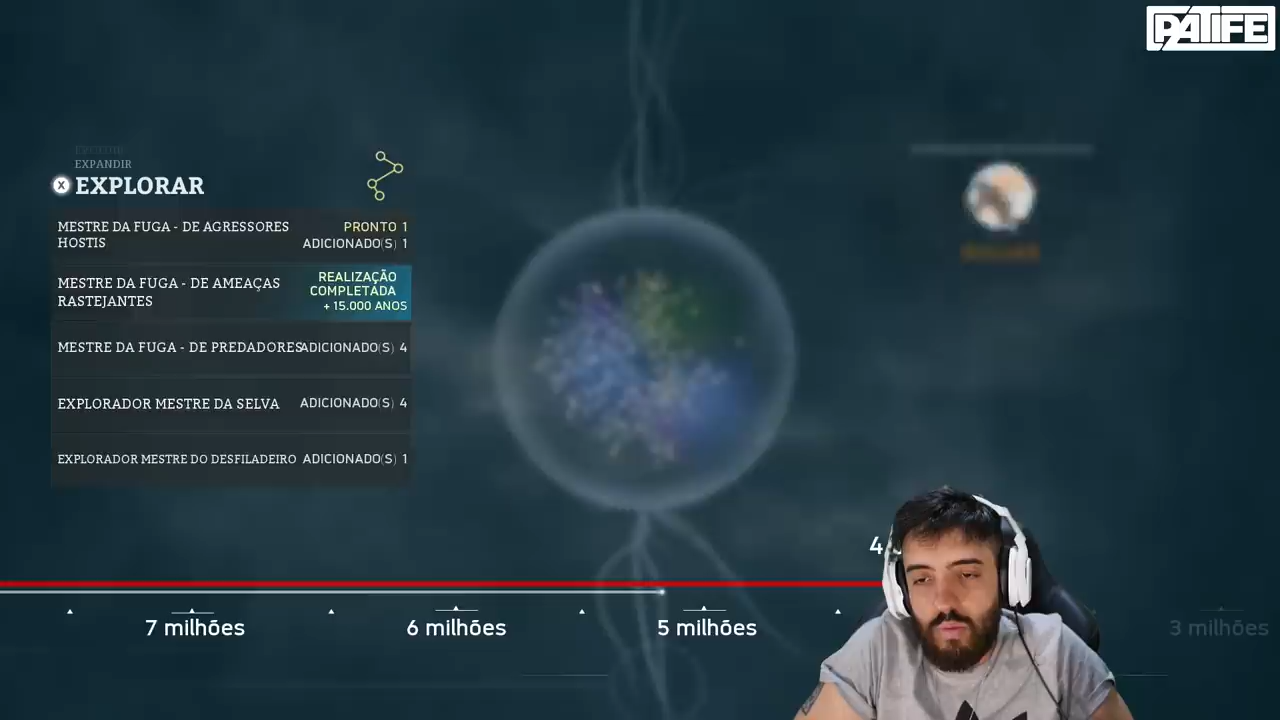 PATIFE
EXPANDIR
X EXPLORAR
MESTRE DA FUGA - DE AGRESSORES HOSTIS
PRONTO 1
ADICIONADO(S) 1
MESTRE DA FUGA - DE AMEAÇAS RASTEJANTES
REALIZAÇÃO
COMPLETADA
+ 15.000 ANOS
MESTRE DA FUGA - DE PREDADORES ADICIONADO(S) 4
EXPLORADOR MESTRE DA SELVA ADICIONADO(S) 4
EXPLORADOR MESTRE DO DESFILADEIRO ADICIONADO(S) 1
4
7 milhões 6 milhões 5 milhões 3 milhões